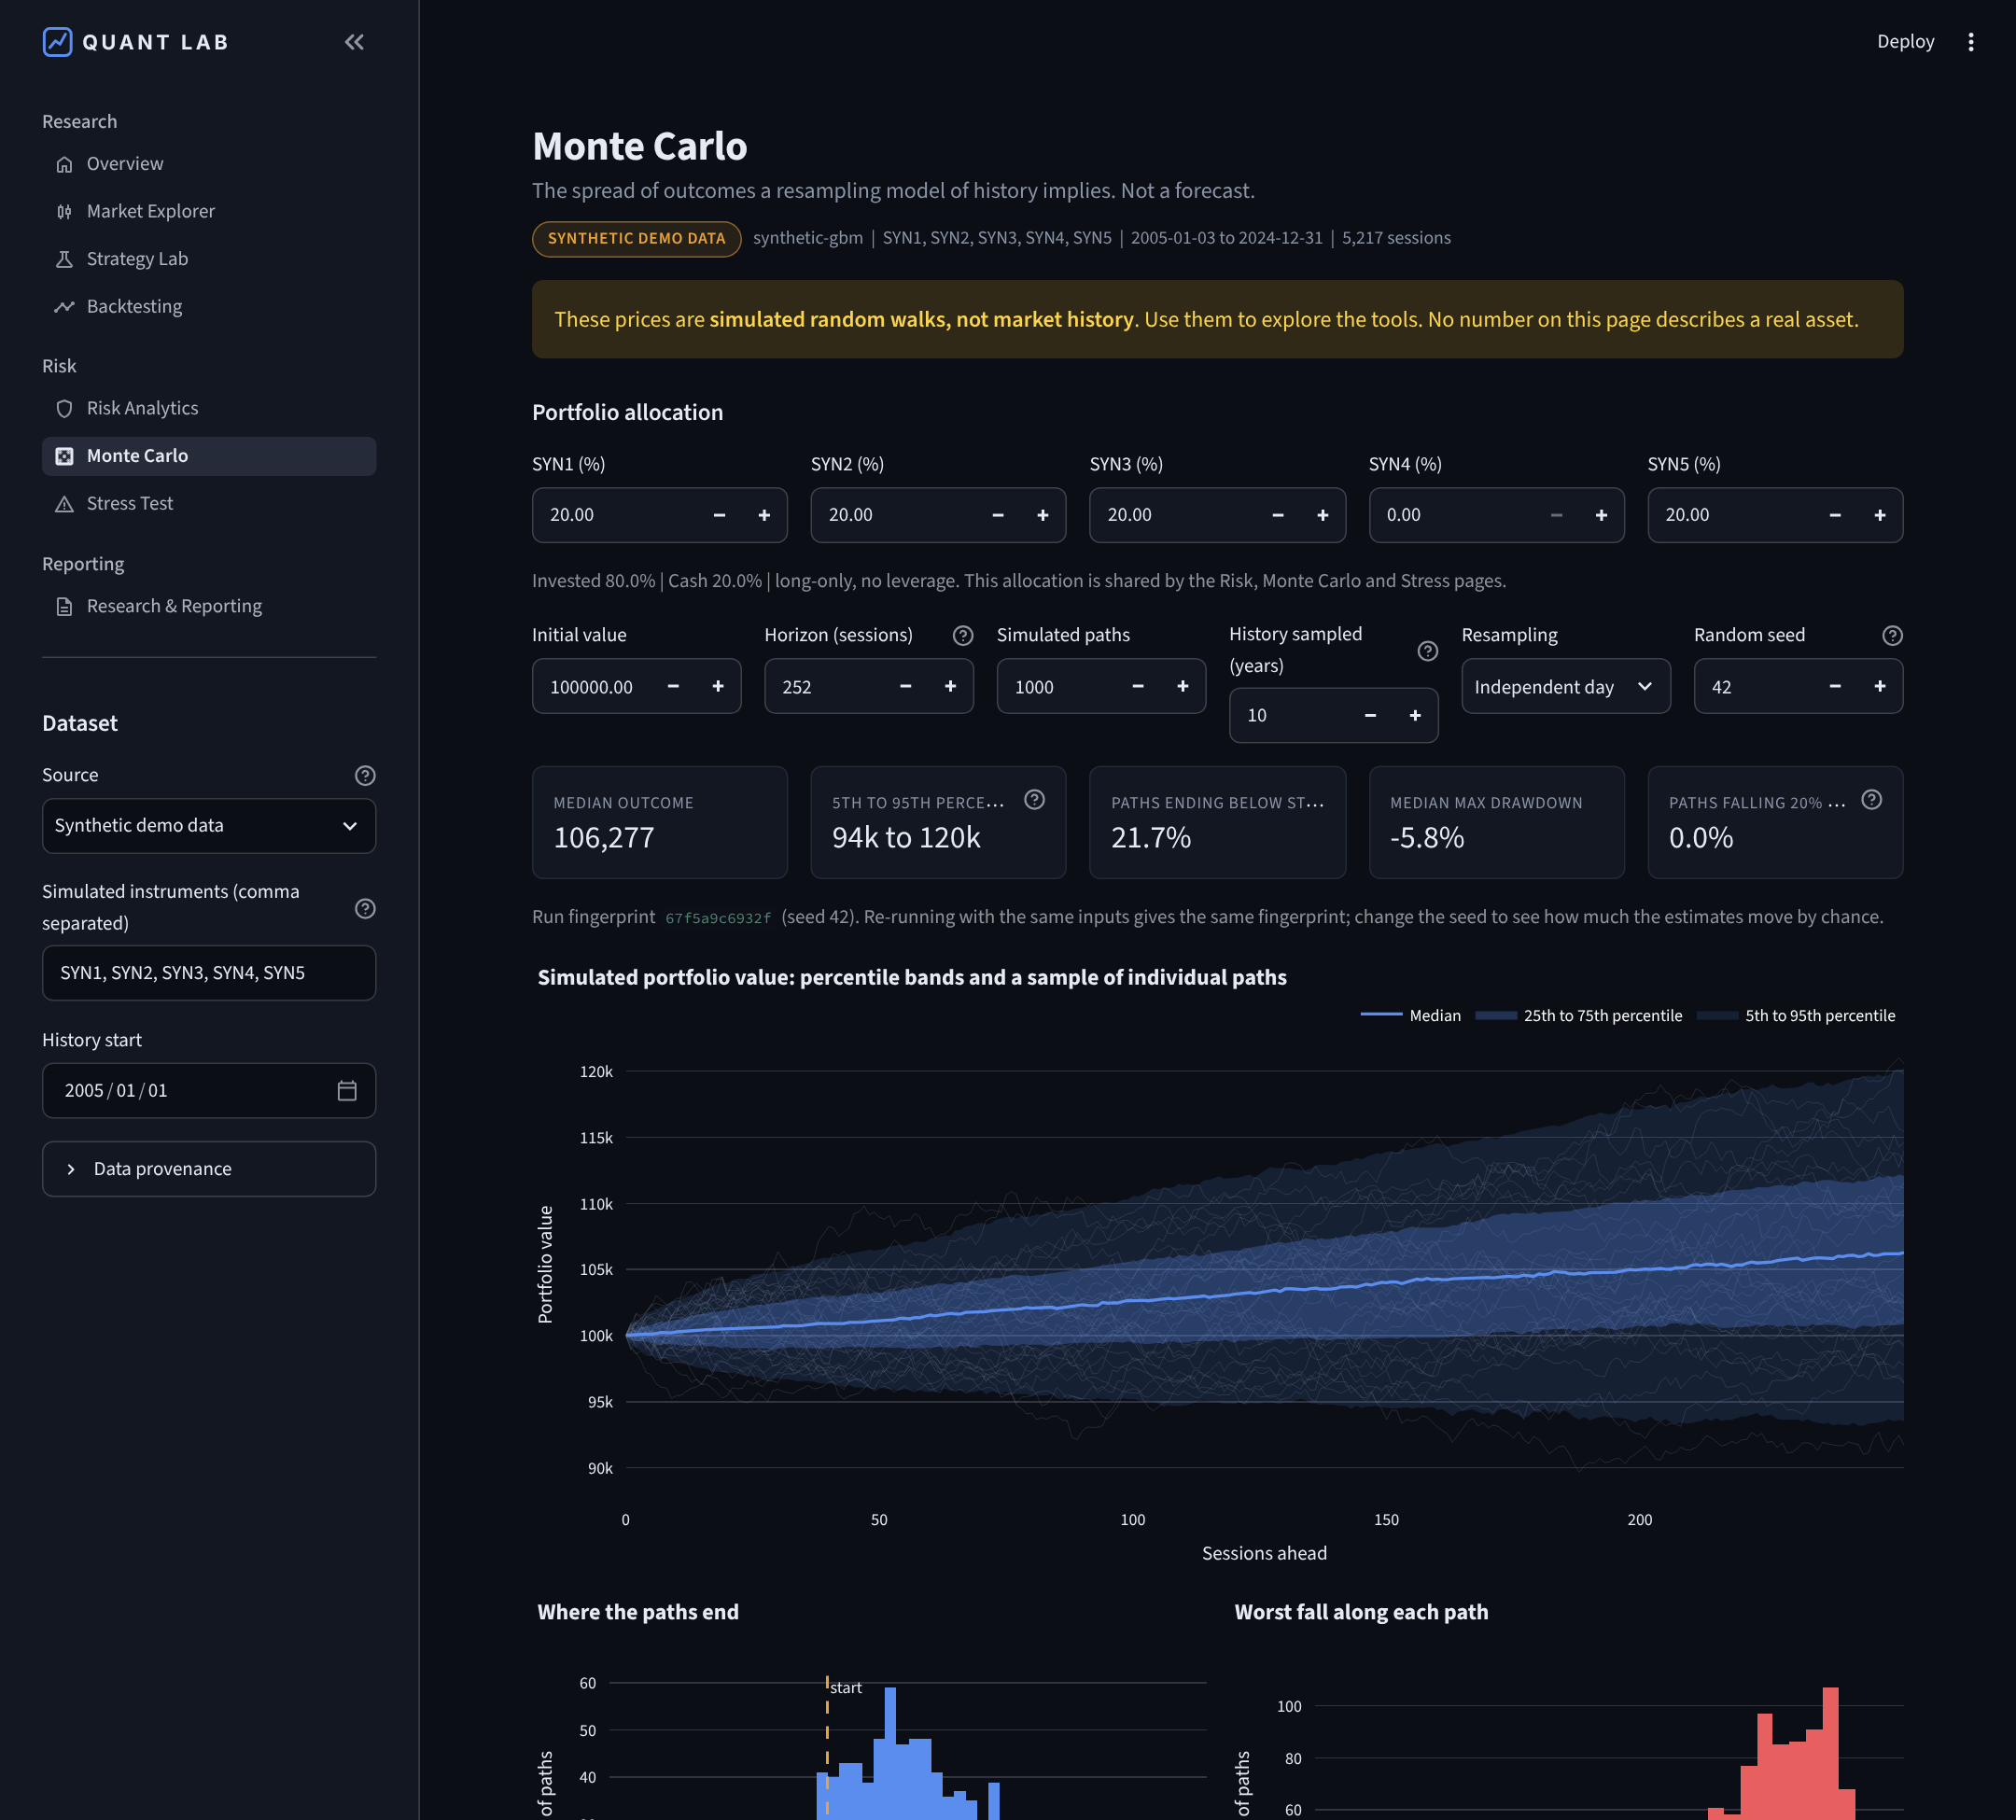 QUANT LAB
Deploy
Research
Overview
Market Explorer
Strategy Lab
Backtesting
Risk
Risk Analytics
Monte Carlo
Stress Test
Reporting
Research & Reporting
Dataset
Source
Synthetic demo data
Simulated instruments (comma
separated)
SYN1, SYN2, SYN3, SYN4, SYN5
History start
2005/01/01
Data provenance
Monte Carlo
The spread of outcomes a resampling model of history implies. Not a forecast.
SYNTHETIC DEMO DATA synthetic-gbm | SYN1, SYN2, SYN3, SYN4, SYN5 | 2005-01-03 to 2024-12-31 | 5,217 sessions
These prices are simulated random walks, not market history. Use them to explore the tools. No number on this page describes a real asset.
Portfolio allocation
SYN1 (%) SYN2 (%) SYN3 (%) SYN4 (%) SYN5 (%)
20.00 20.00 20.00 0.00 20.00
Invested 80.0% | Cash 20.0% | long-only, no leverage. This allocation is shared by the Risk, Monte Carlo and Stress pages.
Initial value
100000.00
Horizon (sessions)
252
Simulated paths
1000
History sampled
(years)
10
Resampling
Independent day
Random seed
42
MEDIAN OUTCOME
106,277
5TH TO 95TH PERCE...
94k to 120k
PATHS ENDING BELOW ST...
21.7%
MEDIAN MAX DRAWDOWN
-5.8%
PATHS FALLING 20% ...
0.0%
Run fingerprint 67f5a9c6932f (seed 42). Re-running with the same inputs gives the same fingerprint; change the seed to see how much the estimates move by chance.
Simulated portfolio value: percentile bands and a sample of individual paths
Median 25th to 75th percentile 5th to 95th percentile
Portfolio value
120k
115k
110k
105k
100k
95k
90k
0 50 100 150 200
Sessions ahead
Where the paths end
60
50
40
start
of paths
Worst fall along each path
100
80
60
of paths